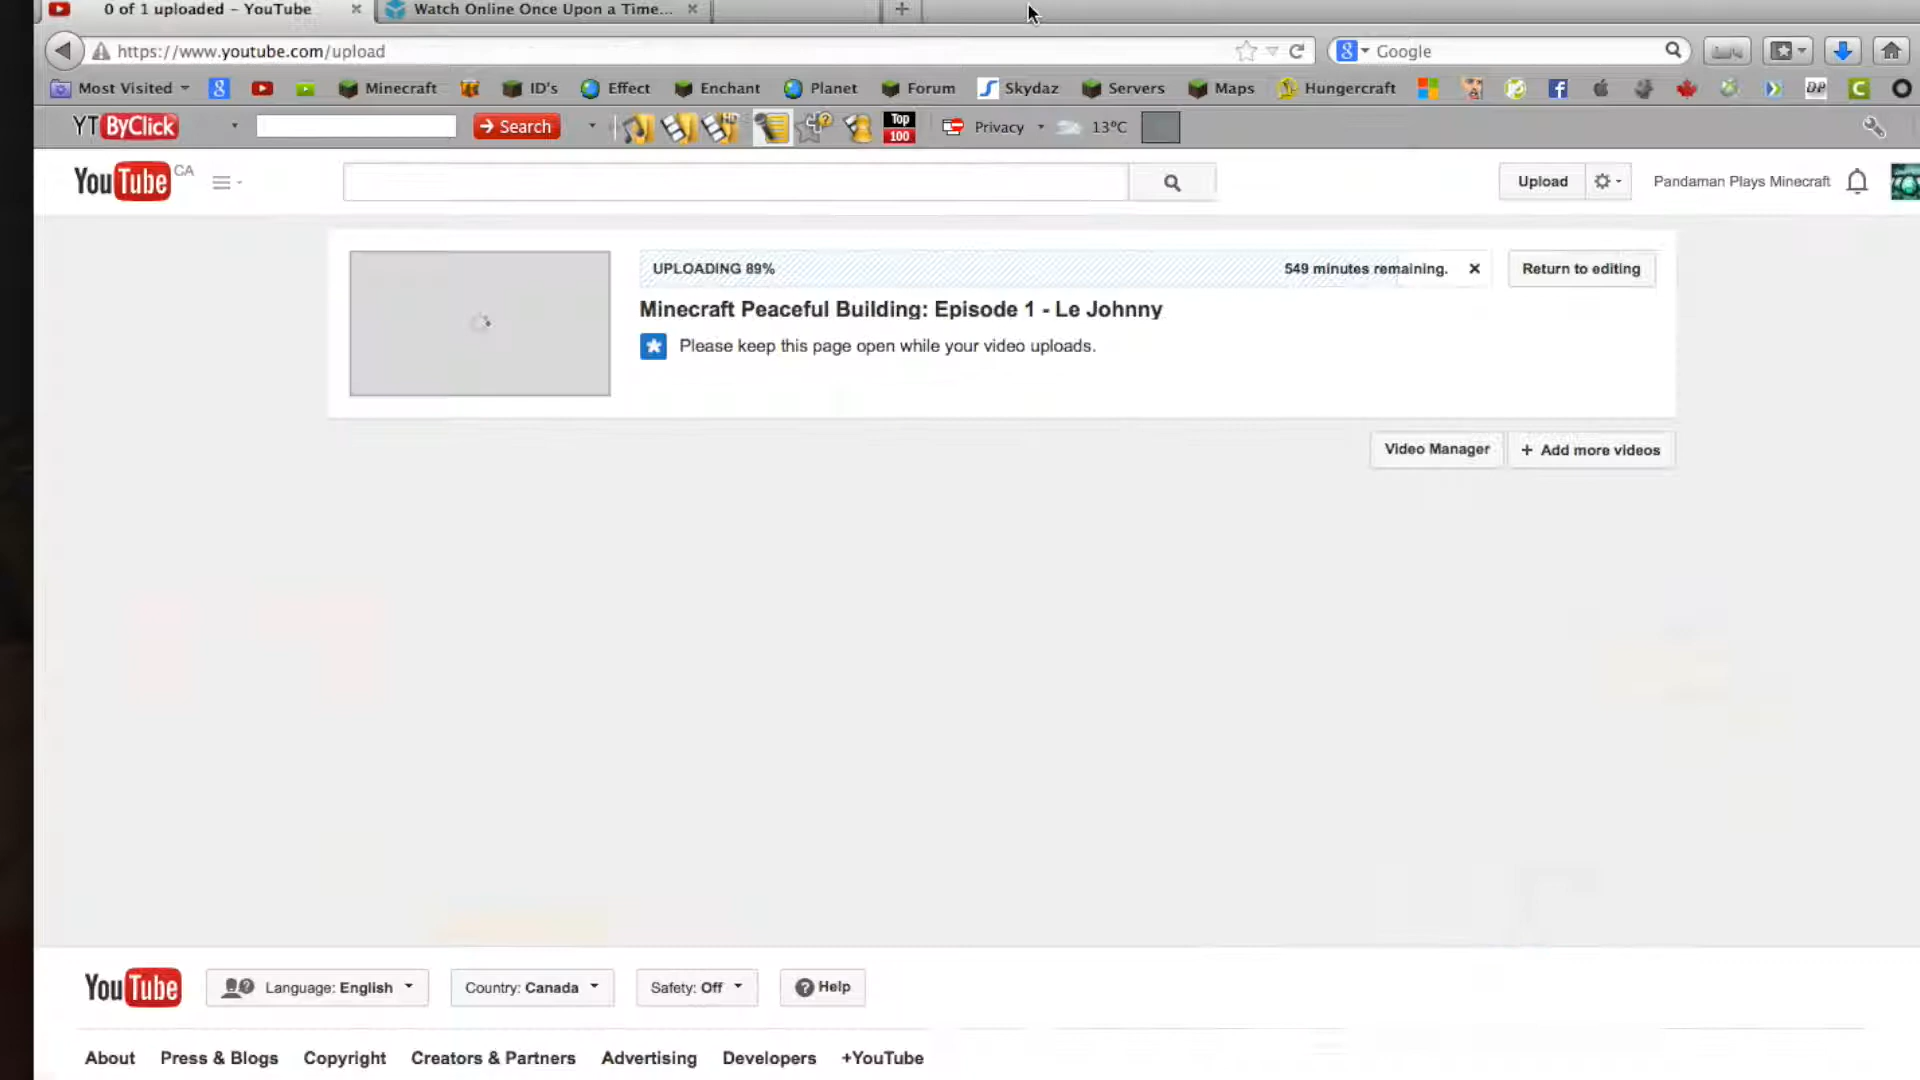 0 of 1 uploaded - YouTube
Watch Online Once Upon a Time...
https://www.youtube.com/upload
Google
Most Visited
Minecraft
ID's
Effect
Enchant
Planet
Forum
Skydaz
Servers
Maps
Hungercraft
DP
YT ByClick
Search
HD
Top 100
Privacy
13°C
YouTube CA
Upload
Pandaman Plays Minecraft
UPLOADING 89%
549 minutes remaining.
Return to editing
Minecraft Peaceful Building: Episode 1 - Le Johnny
Please keep this page open while your video uploads.
Video Manager
+ Add more videos
YouTube
Language: English
Country: Canada
Safety: Off
Help
About
Press & Blogs
Copyright
Creators & Partners
Advertising
Developers
+YouTube